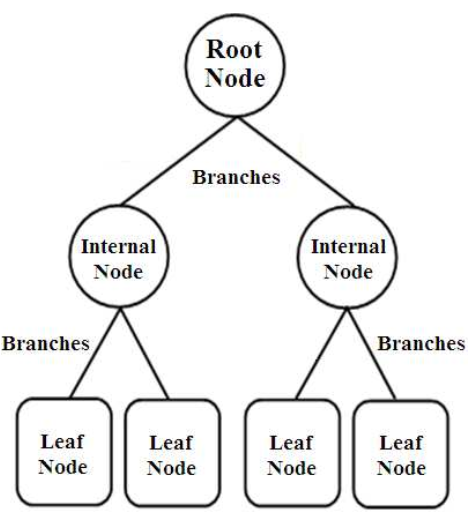 Root
Node
Branches
Internal
Node
Internal
Node
Branches
Branches
Leaf
Node
Leaf
Node
Leaf
Node
Leaf
Node